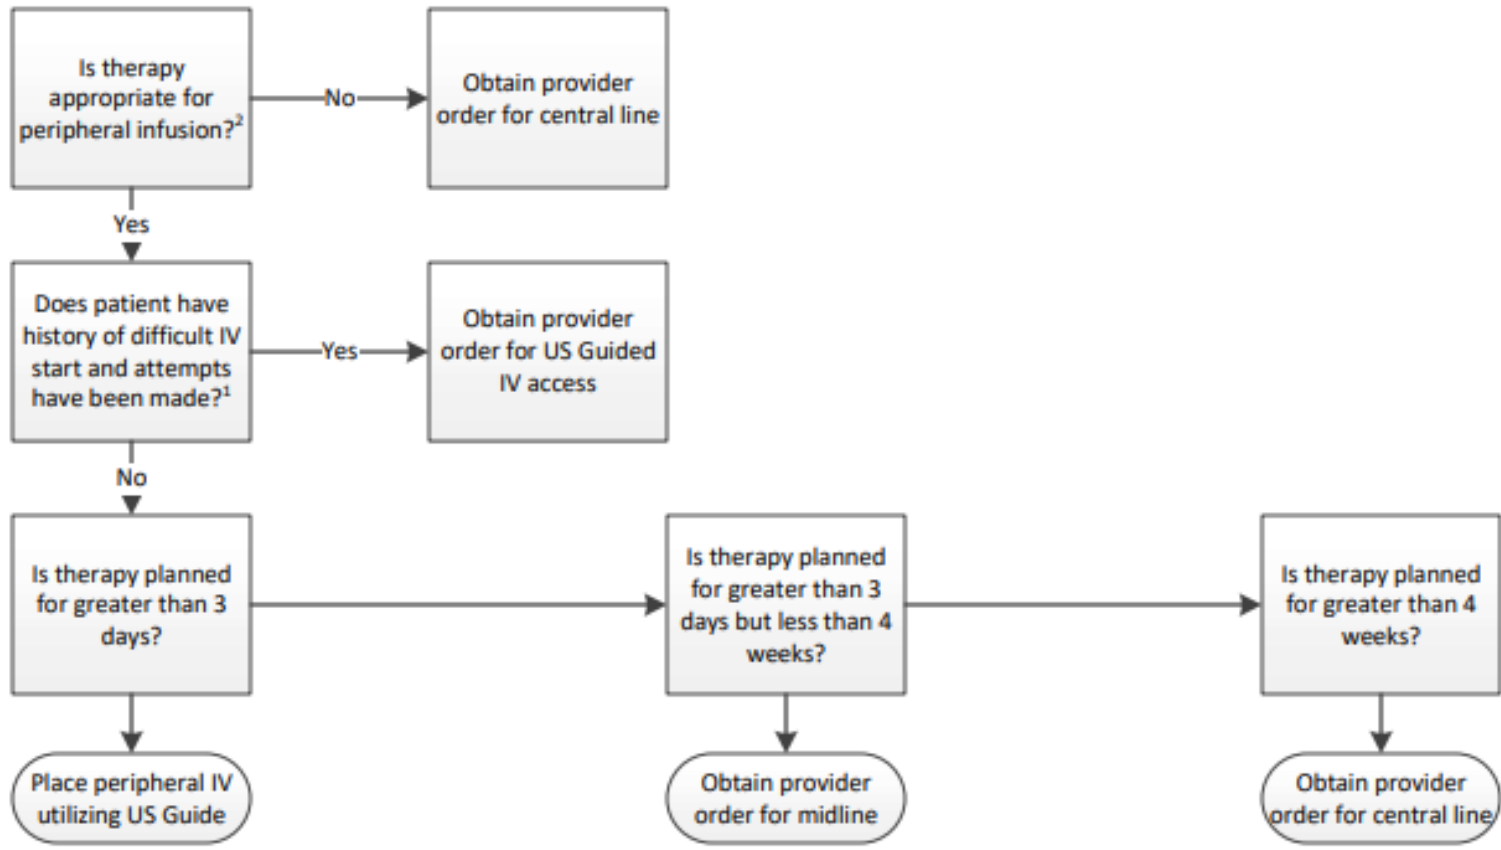 Is therapy
appropriate for
peripheral infusion?²
No
Obtain provider
order for central line
Yes
Does patient have
history of difficult IV
start and attempts
have been made?¹
Yes
Obtain provider
order for US Guided
IV access
No
Is therapy planned
for greater than 3
days?
Is therapy planned
for greater than 3
days but less than 4
weeks?
Is therapy planned
for greater than 4
weeks?
Place peripheral IV
utilizing US Guide
Obtain provider
order for midline
Obtain provider
order for central line